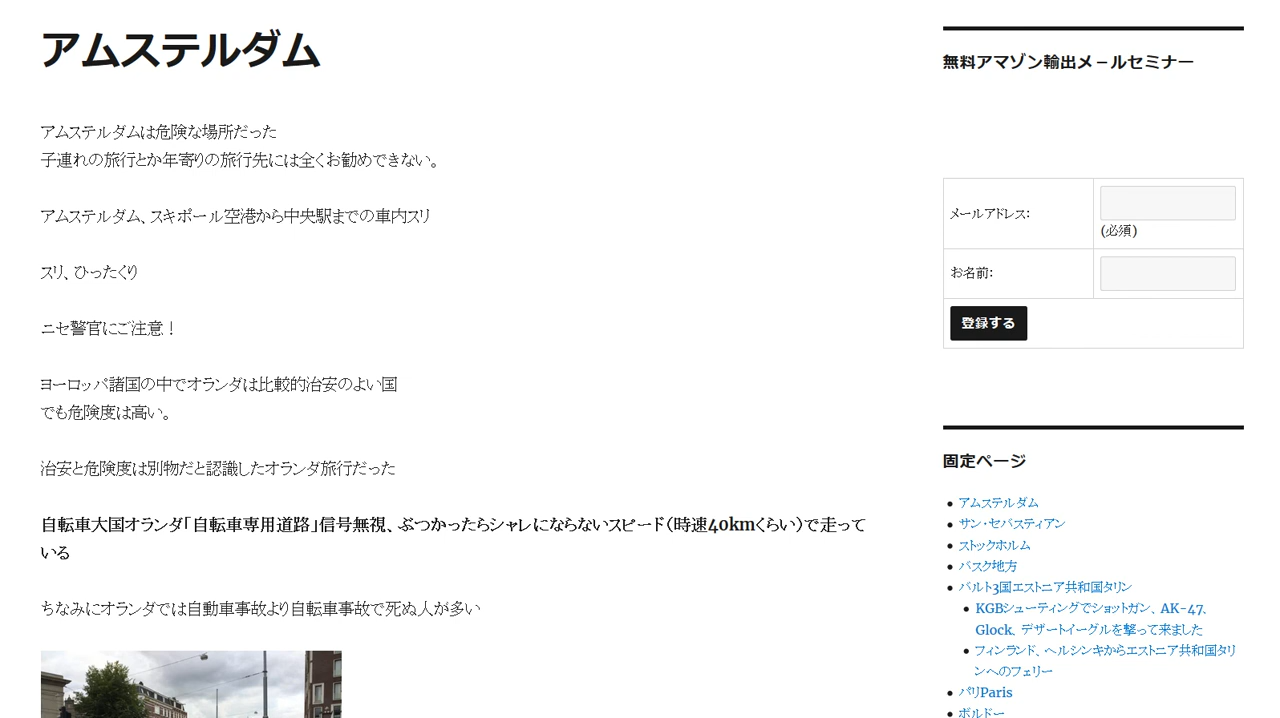 アムステルダム
アムステルダムは危険な場所だった
子連れの旅行とか年寄りの旅行先には全くお勧めできない。
アムステルダム、スキポール空港から中央駅までの車内スリ
スリ、ひったくり
ニセ警官にご注意！
ヨーロッパ諸国の中でオランダは比較的治安のよい国
でも危険度は高い。
治安と危険度は別物だと認識したオランダ旅行だった
自転車大国オランダ「自転車専用道路」信号無視、ぶつかったらシャレにならないスピード（時速40kmくらい）で走って
いる
ちなみにオランダでは自動車事故より自転車事故で死ぬ人が多い
無料アマゾン輸出メールセミナー
メールアドレス:
(必須)
お名前:
登録する
固定ページ
アムステルダム
サン・セバスティアン
ストックホルム
バスク地方
バルト3国エストニア共和国タリン
KGBシューティングでショットガン、AK-47、
Glock、デザートイーグルを撃って来ました
フィンランド、ヘルシンキからエストニア共和国タリ
ンへのフェリー
パリParis
ボルドー